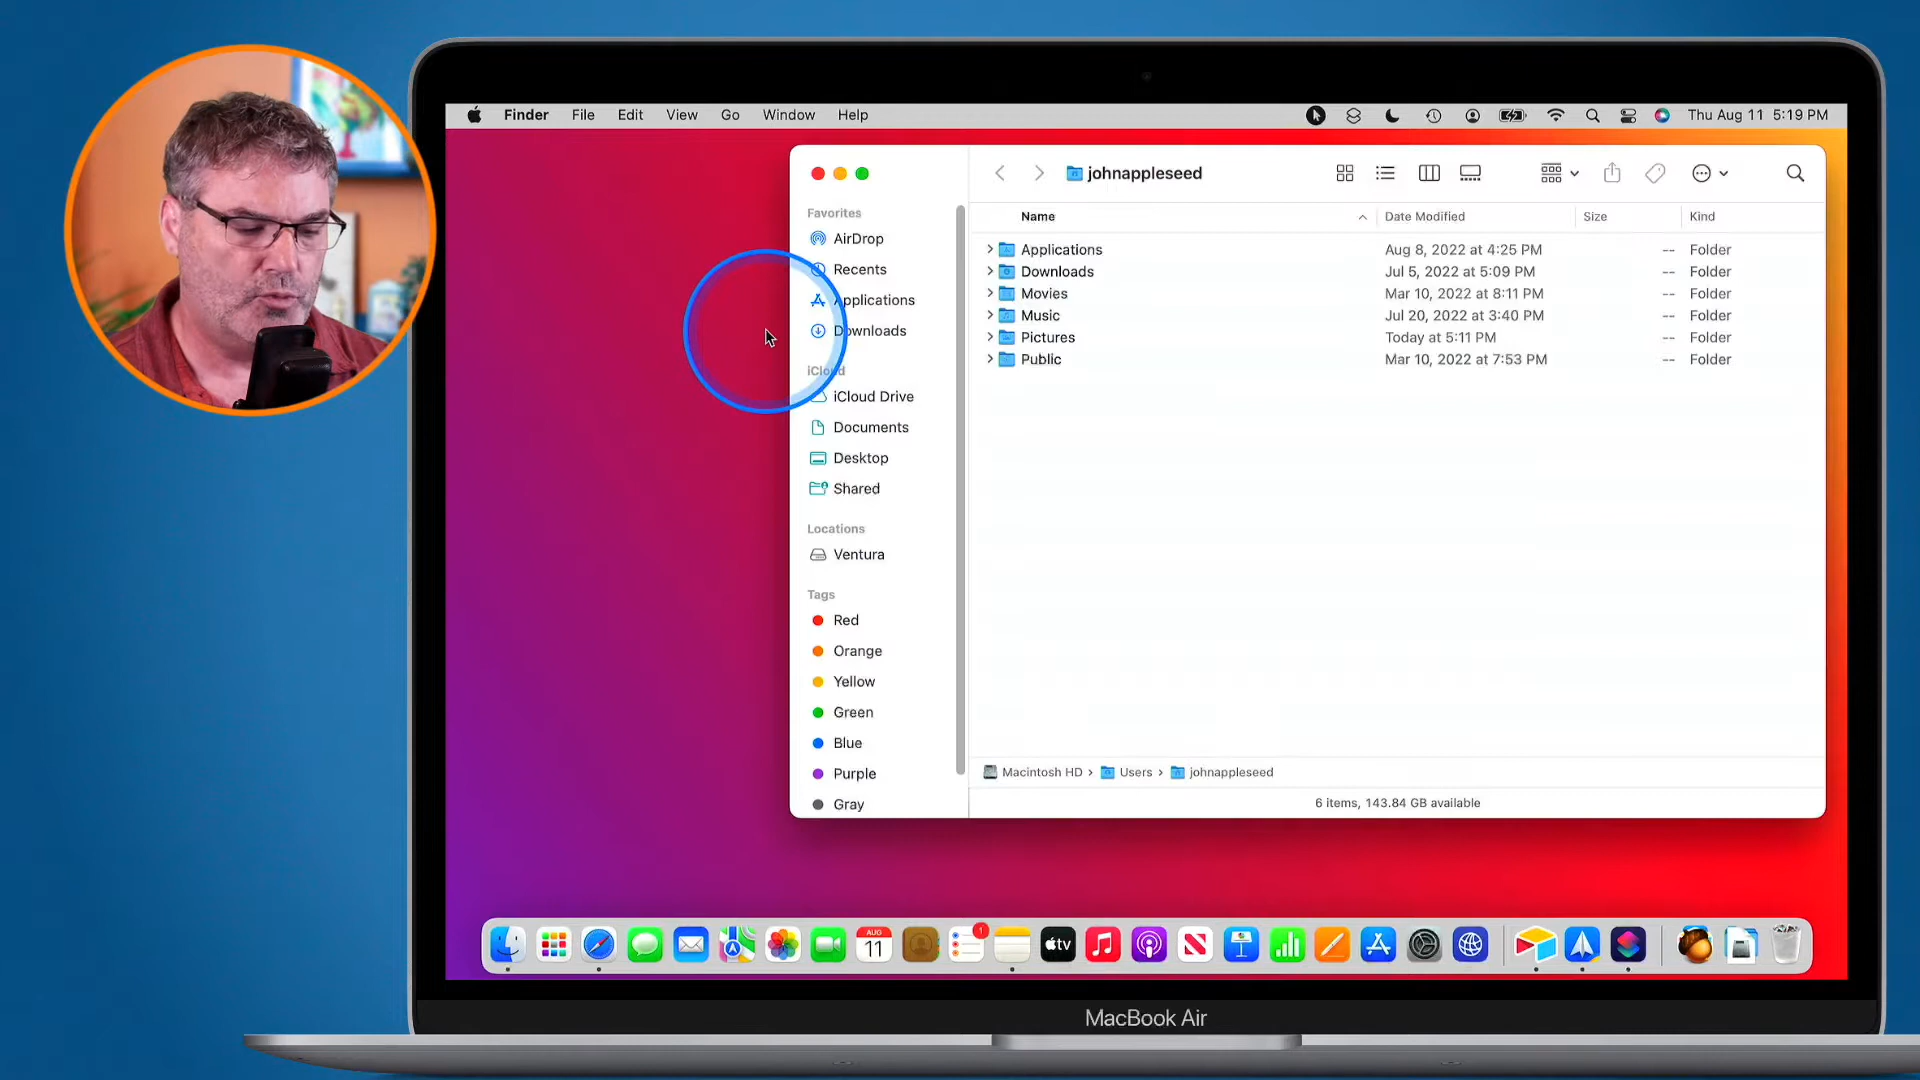 Finder File Edit View Go Window Help Thu Aug 11 5:19 PM
johnappleseed
Favorites
AirDrop
Recents
Applications
Downloads
iCloud
iCloud Drive
Documents
Desktop
Shared
Locations
Ventura
Tags
Red
Orange
Yellow
Green
Blue
Purple
Gray
Name Date Modified Size Kind
Applications Aug 8, 2022 at 4:25 PM -- Folder
Downloads Jul 5, 2022 at 5:09 PM -- Folder
Movies Mar 10, 2022 at 8:11 PM -- Folder
Music Jul 20, 2022 at 3:40 PM -- Folder
Pictures Today at 5:11 PM -- Folder
Public Mar 10, 2022 at 7:53 PM -- Folder
Macintosh HD › Users › johnappleseed
6 items, 143.84 GB available
AUG
11
1
tv
MacBook Air